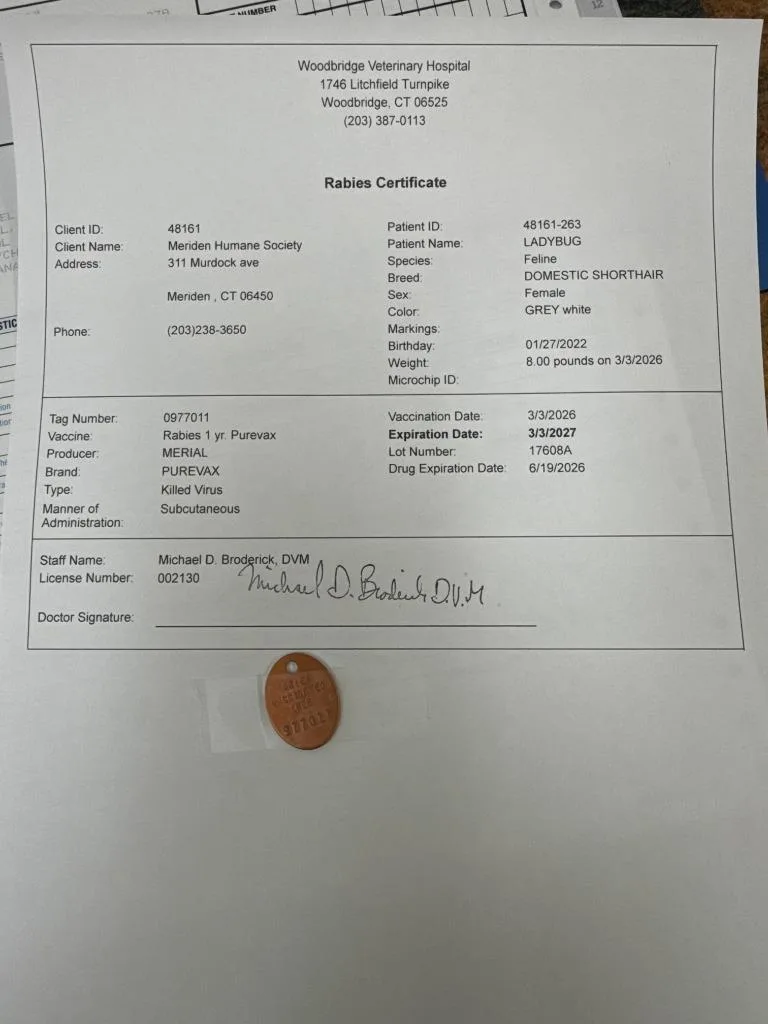 NUMBER
12
Woodbridge Veterinary Hospital
1746 Litchfield Turnpike
Woodbridge, CT 06525
(203) 387-0113
Rabies Certificate
Client ID: 48161
Client Name: Meriden Humane Society
Address: 311 Murdock ave
Meriden , CT 06450
Phone: (203)238-3650
Patient ID: 48161-263
Patient Name: LADYBUG
Species: Feline
Breed: DOMESTIC SHORTHAIR
Sex: Female
Color: GREY white
Markings:
Birthday: 01/27/2022
Weight: 8.00 pounds on 3/3/2026
Microchip ID:
Tag Number: 0977011
Vaccine: Rabies 1 yr. Purevax
Producer: MERIAL
Brand: PUREVAX
Type: Killed Virus
Manner of Administration: Subcutaneous
Vaccination Date: 3/3/2026
Expiration Date: 3/3/2027
Lot Number: 17608A
Drug Expiration Date: 6/19/2026
Staff Name: Michael D. Broderick, DVM
License Number: 002130
Michael D. Broderick D.V.M
Doctor Signature: